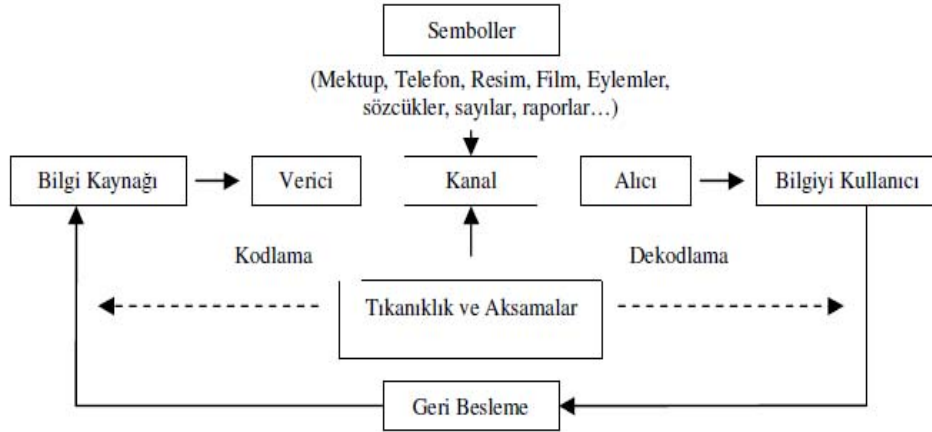 Semboller
(Mektup, Telefon, Resim, Film, Eylemler,
sözcükler, sayılar, raporlar…)
Bilgi Kaynağı
Verici
Kanal
Alıcı
Bilgiyi Kullanıcı
Kodlama
Dekodlama
Tıkanıklık ve Aksamalar
Geri Besleme